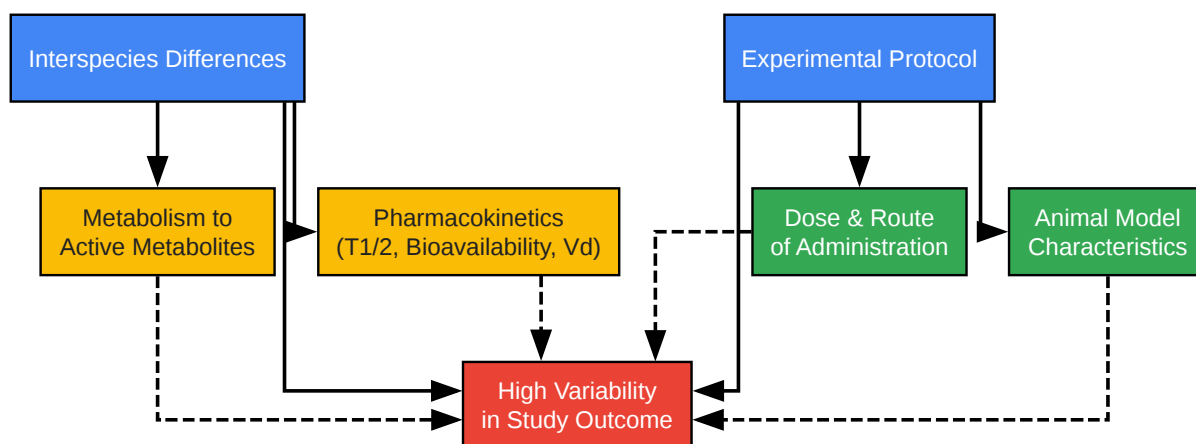 Interspecies Differences
Experimental Protocol
Metabolism to
Active Metabolites
Pharmacokinetics
(T1/2, Bioavailability, Vd)
Dose & Route
of Administration
Animal Model
Characteristics
High Variability
in Study Outcome